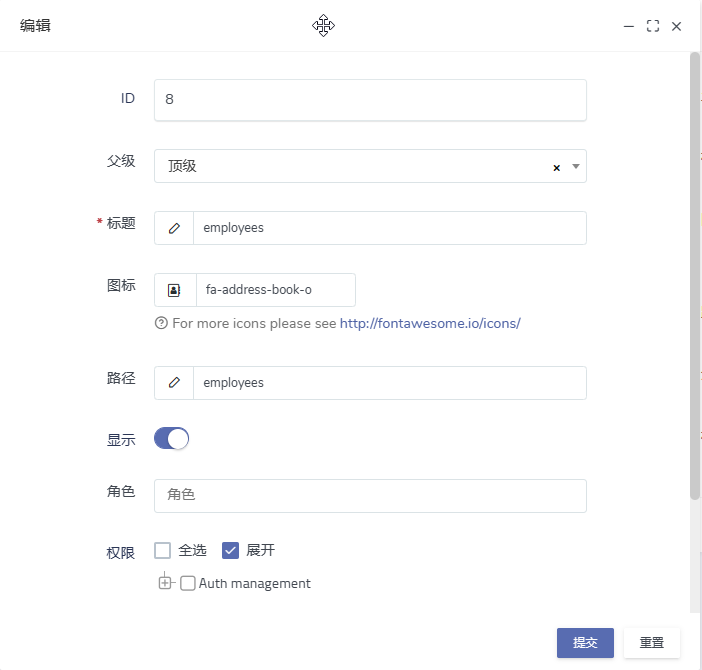 编辑
ID 8
父级 顶级 ×
* 标题 employees
图标 fa-address-book-o
For more icons please see http://fontawesome.io/icons/
路径 employees
显示
角色 角色
权限 全选 展开
Auth management
提交 重置